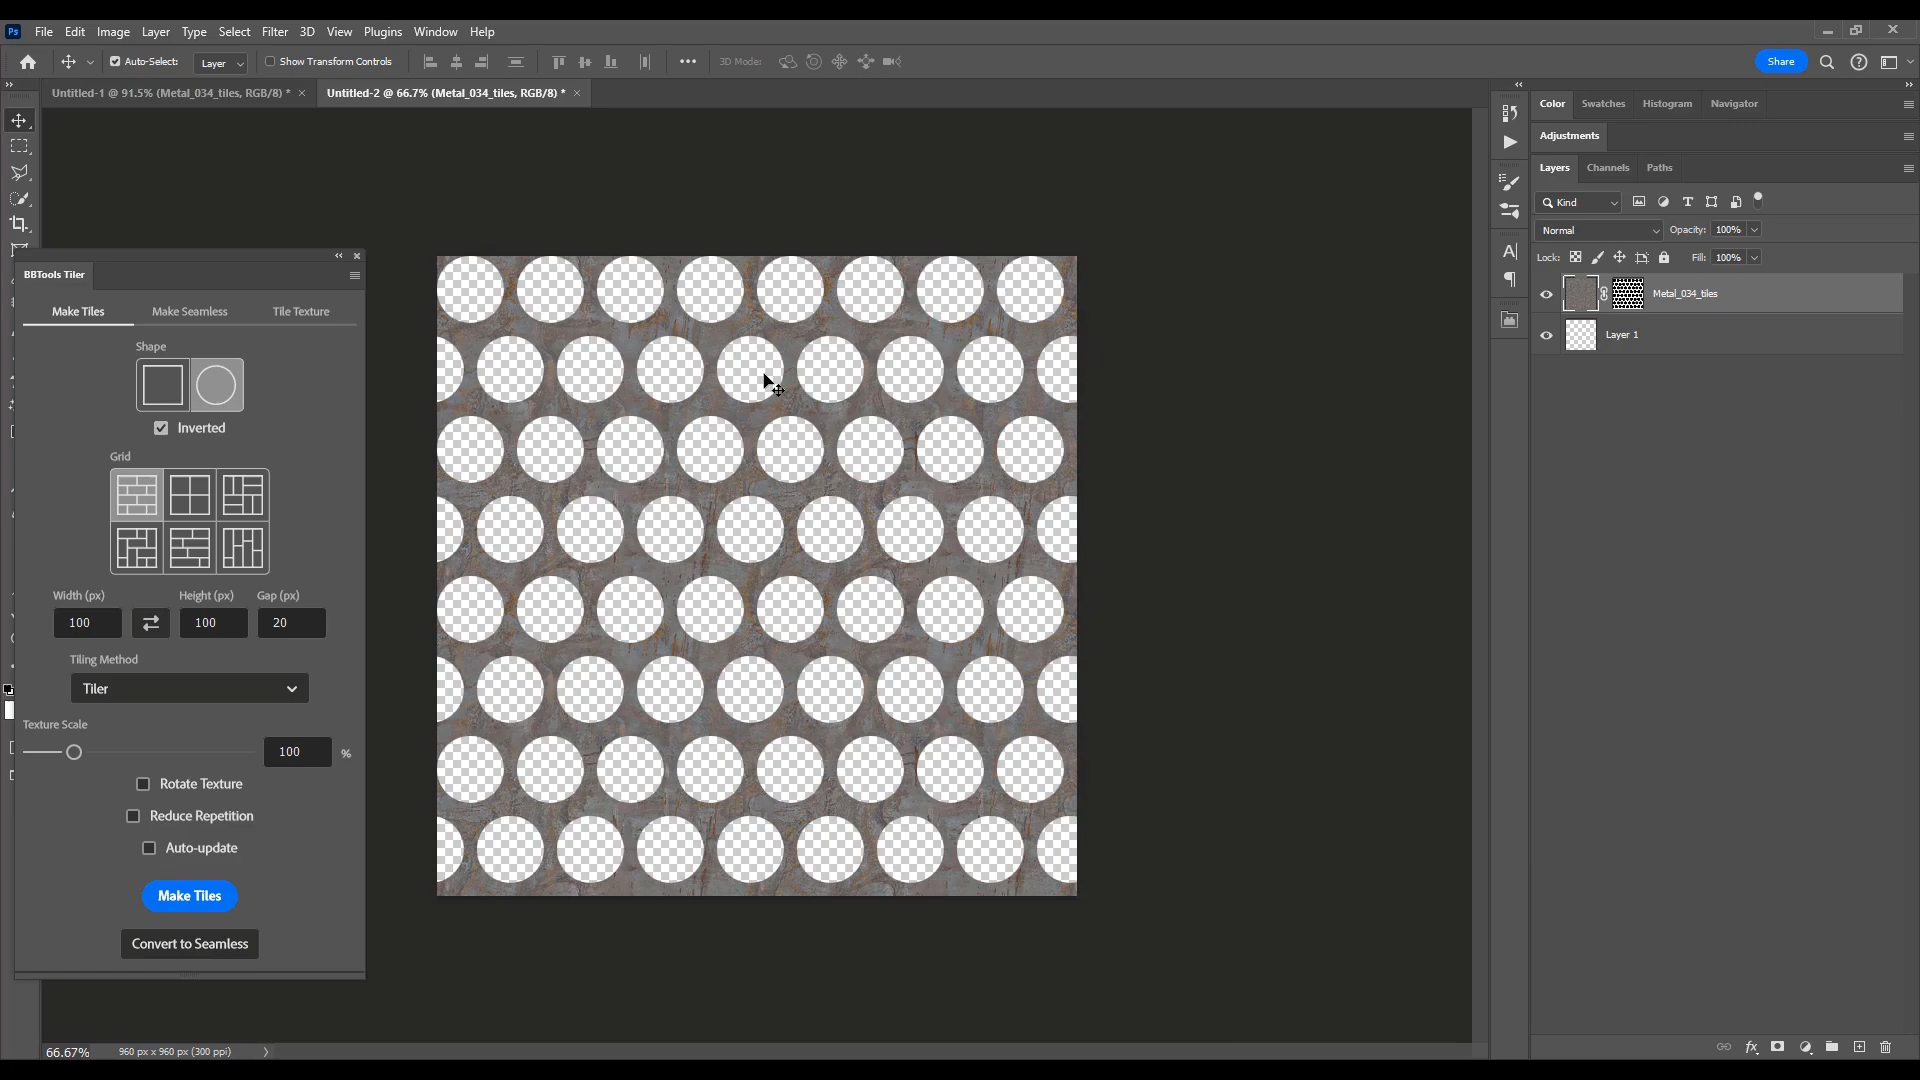 Ps File Edit Image Layer Type Select Filter 3D View Plugins Window Help
Auto-Select: Layer Show Transform Controls 3D Mode: Share
Untitled-1 @ 91.5% (Metal_034_tiles, RGB/8) * × Untitled-2 @ 66.7% (Metal_034_tiles, RGB/8) * ×
Color Swatches Histogram Navigator
Adjustments
Layers Channels Paths
Kind
Normal Opacity: 100%
Lock: Fill: 100%
Metal_034_tiles
Layer 1
BBTools Tiler
Make Tiles Make Seamless Tile Texture
Shape
Inverted
Grid
Width (px) Height (px) Gap (px)
100 100 20
Tiling Method
Tiler
Texture Scale
100 %
Rotate Texture
Reduce Repetition
Auto-update
Make Tiles
Convert to Seamless
66.67% 960 px x 960 px (300 ppi)